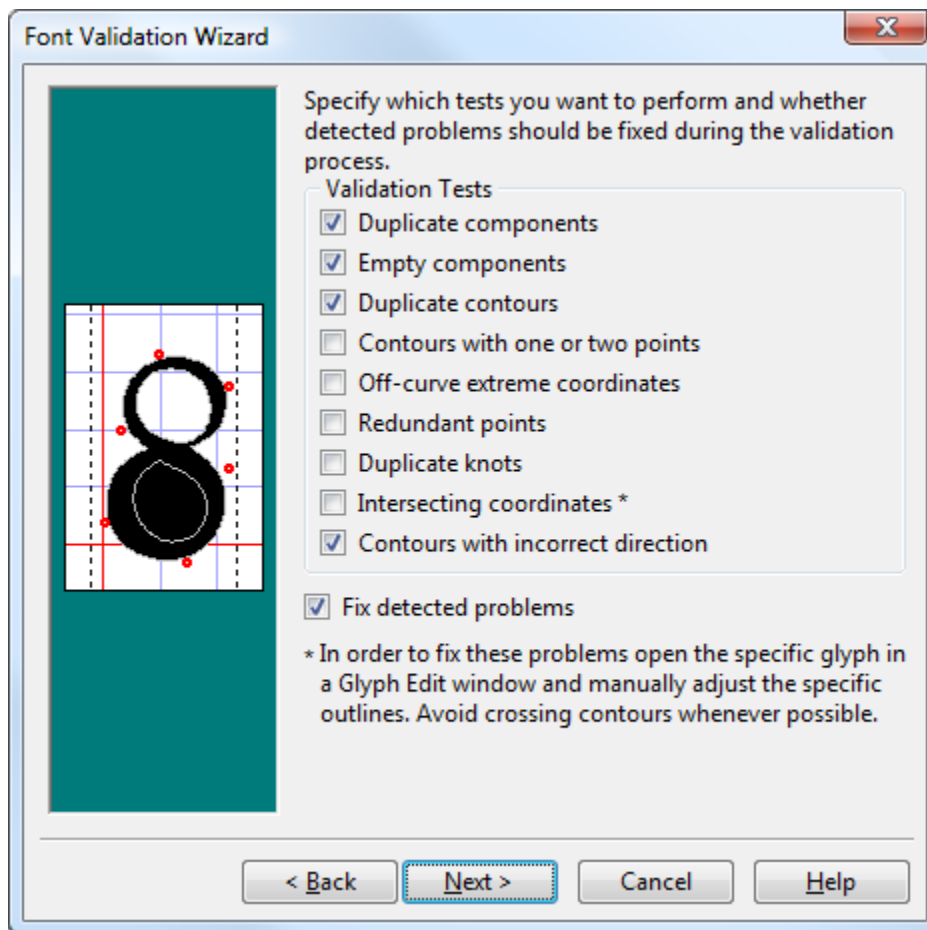 Font Validation Wizard
Specify which tests you want to perform and whether
detected problems should be fixed during the validation
process.
Validation Tests
Duplicate components
Empty components
Duplicate contours
Contours with one or two points
Off-curve extreme coordinates
Redundant points
Duplicate knots
Intersecting coordinates *
Contours with incorrect direction
Fix detected problems
* In order to fix these problems open the specific glyph in
a Glyph Edit window and manually adjust the specific
outlines. Avoid crossing contours whenever possible.
< Back Next > Cancel Help